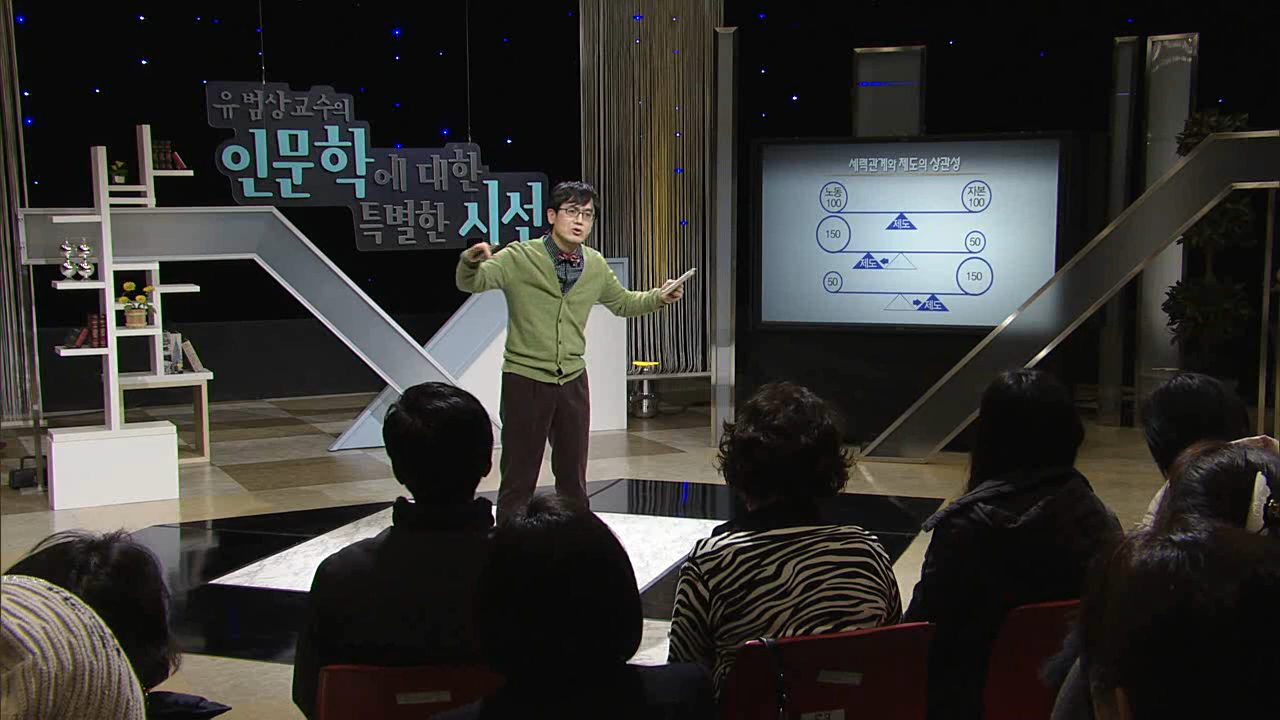 유범상교수의
인문학에 대한
특별한 시선
세력관계와 제도의 상관성
노동 100
자본 100
제도
150
50
제도
50
150
제도